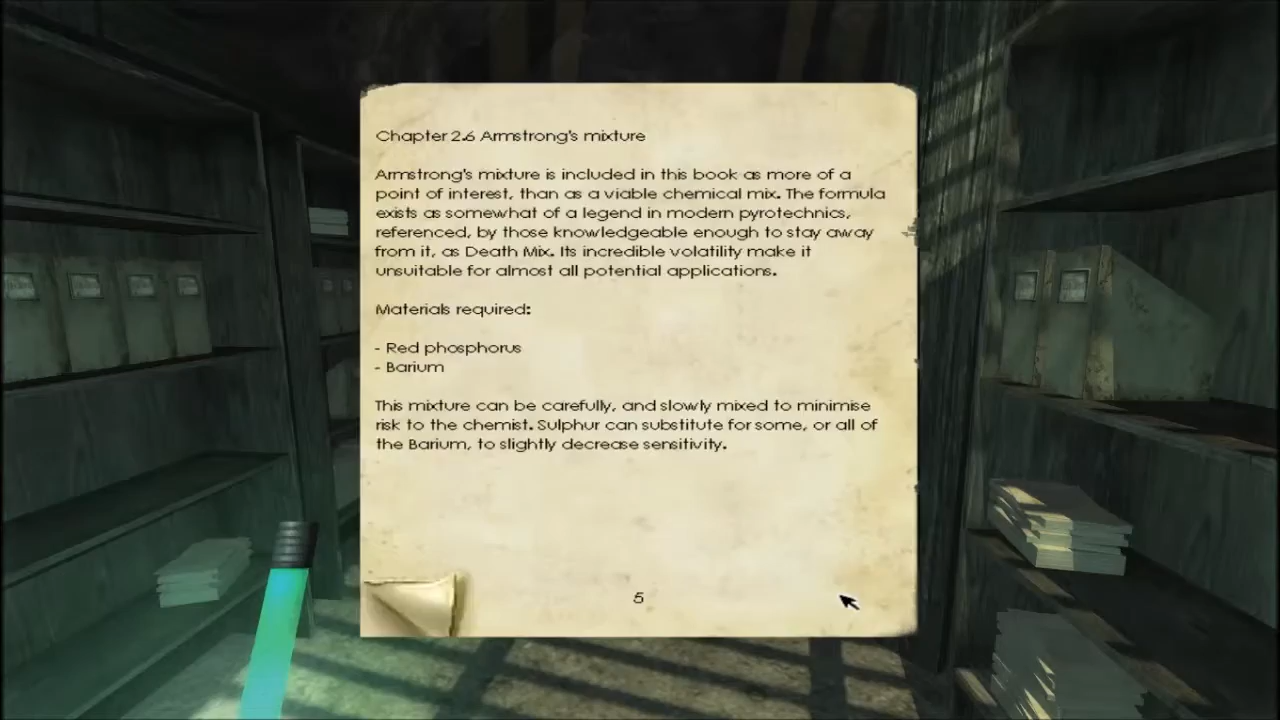 Chapter 2.6 Armstrong's mixture
Armstrong's mixture is included in this book as more of a
point of interest, than as a viable chemical mix. The formula
exists as somewhat of a legend in modern pyrotechnics,
referenced, by those knowledgeable enough to stay away
from it, as Death Mix. Its incredible volatility make it
unsuitable for almost all potential applications.
Materials required:
- Red phosphorus
- Barium
This mixture can be carefully, and slowly mixed to minimise
risk to the chemist. Sulphur can substitute for some, or all of
the Barium, to slightly decrease sensitivity.
5